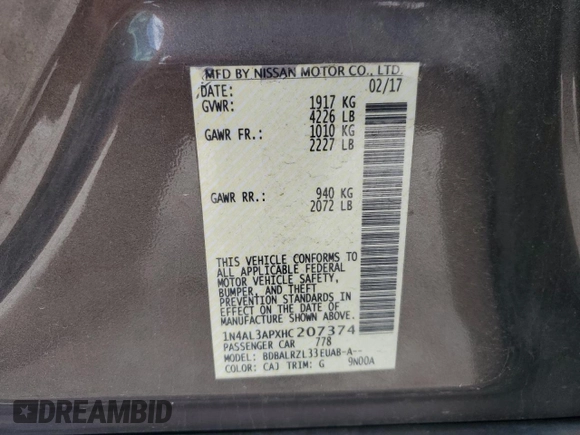 MFD BY NISSAN MOTOR CO., LTD.
DATE: 02/17
GVWR: 1917 KG
4226 LB
GAWR FR.: 1010 KG
2227 LB
GAWR RR.: 940 KG
2072 LB
THIS VEHICLE CONFORMS TO
ALL APPLICABLE FEDERAL
MOTOR VEHICLE SAFETY,
BUMPER, AND THEFT
PREVENTION STANDARDS IN
EFFECT ON THE DATE OF
MANUFACTURE SHOWN ABOVE.
1N4AL3APXHC207374
PASSENGER CAR 778
MODEL: BDBALRZL33EUAB-A--
COLOR: CAJ TRIM: G 9N00A
DREAMBID